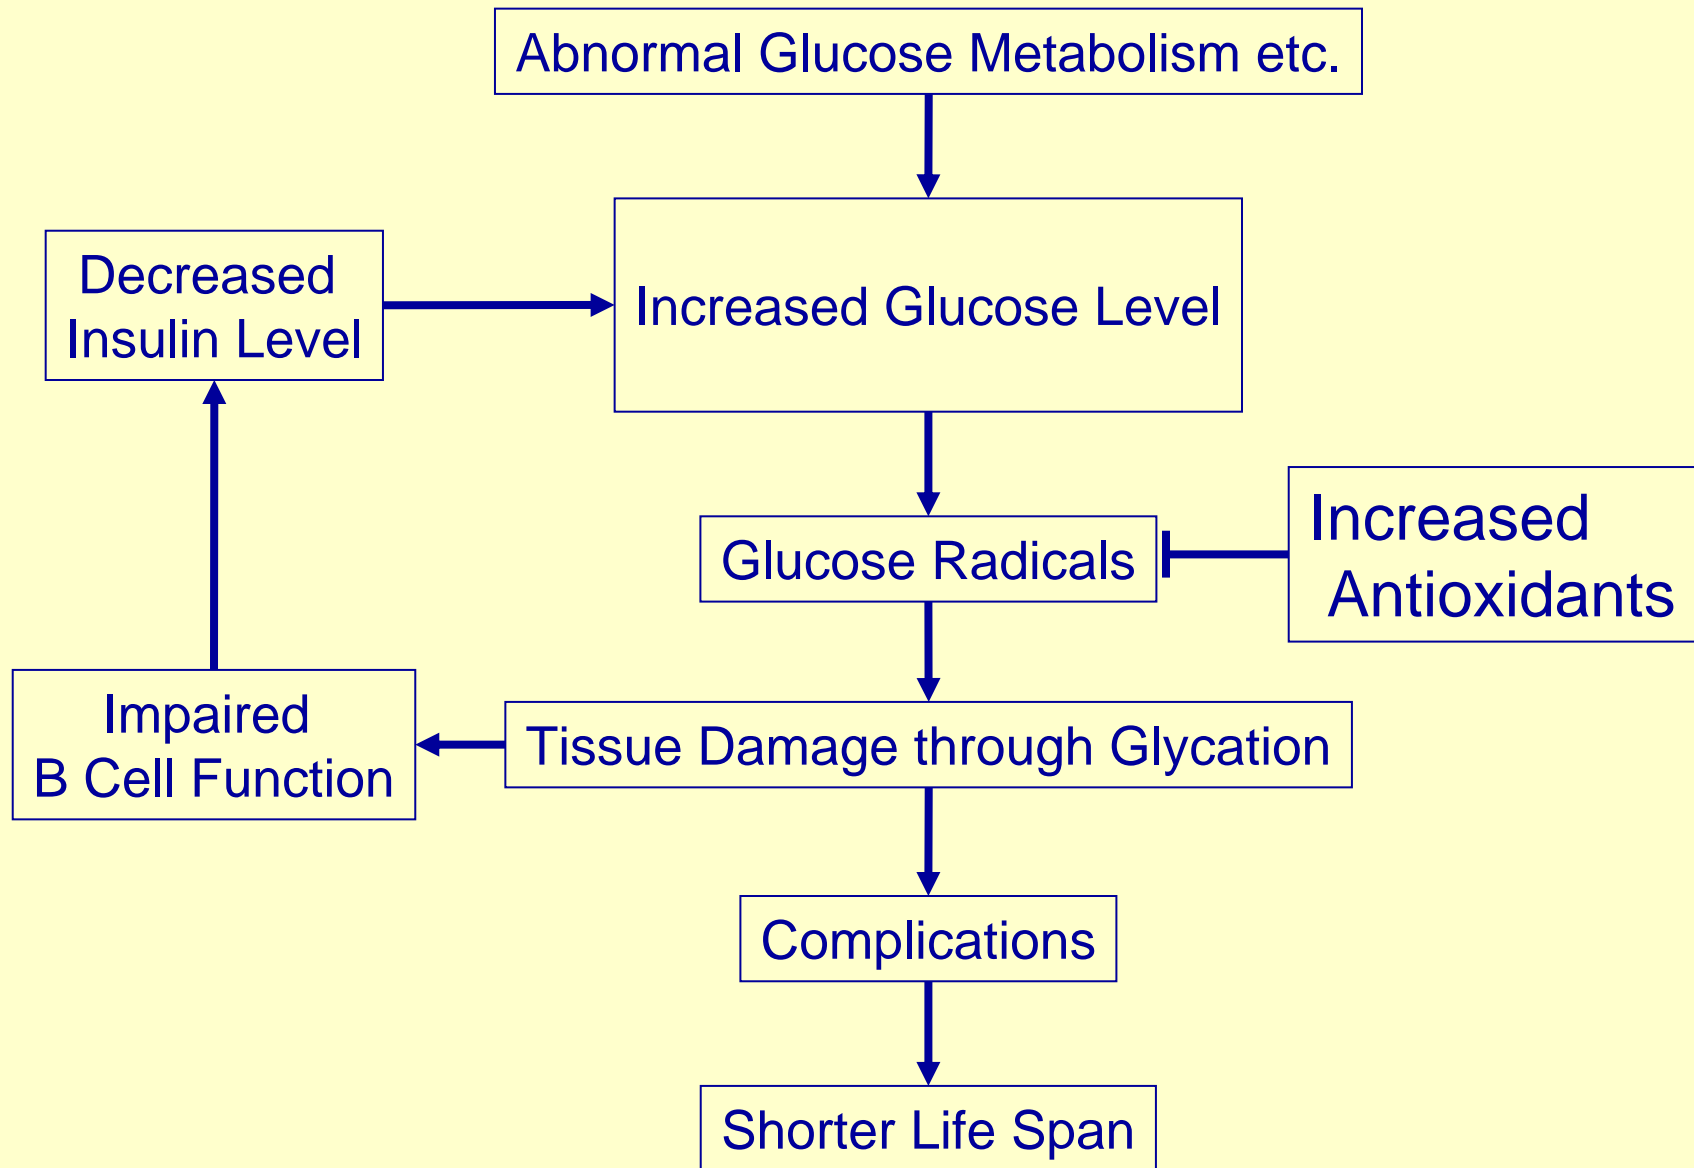 Abnormal Glucose Metabolism etc.
Decreased
Insulin Level
Increased Glucose Level
Increased
Antioxidants
Glucose Radicals
Impaired
B Cell Function
Tissue Damage through Glycation
Complications
Shorter Life Span